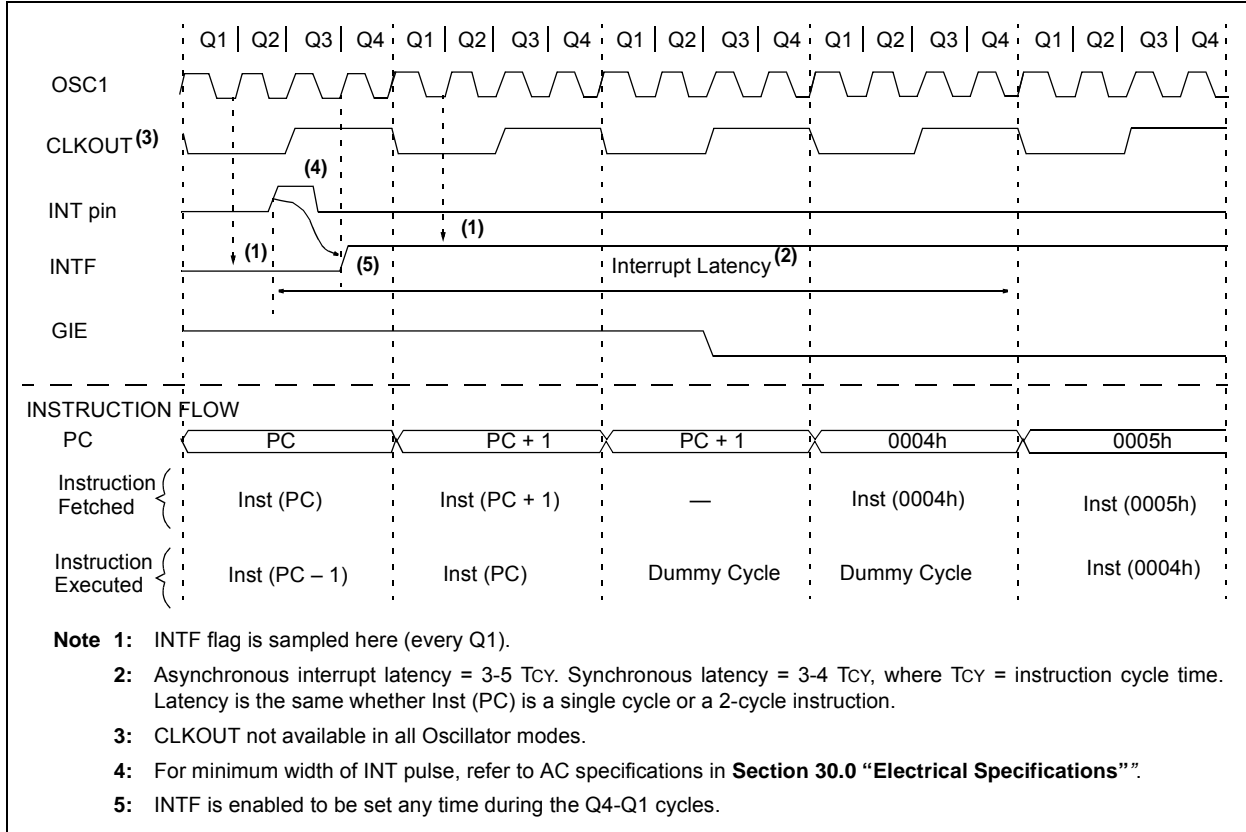 Q1 Q2 Q3 Q4 Q1 Q2 Q3 Q4 Q1 Q2 Q3 Q4 Q1 Q2 Q3 Q4 Q1 Q2 Q3 Q4
OSC1
CLKOUT (3)
(4)
INT pin
(1)
(1)
INTF
(5)
Interrupt Latency (2)
GIE
INSTRUCTION FLOW
PC PC PC + 1 PC + 1 0004h 0005h
Instruction
Fetched
Inst (PC) Inst (PC + 1) — Inst (0004h) Inst (0005h)
Instruction
Executed
Inst (PC – 1) Inst (PC) Dummy Cycle Dummy Cycle Inst (0004h)
Note 1: INTF flag is sampled here (every Q1).
2: Asynchronous interrupt latency = 3-5 TCY. Synchronous latency = 3-4 TCY, where TCY = instruction cycle time.
Latency is the same whether Inst (PC) is a single cycle or a 2-cycle instruction.
3: CLKOUT not available in all Oscillator modes.
4: For minimum width of INT pulse, refer to AC specifications in Section 30.0 “Electrical Specifications””.
5: INTF is enabled to be set any time during the Q4-Q1 cycles.